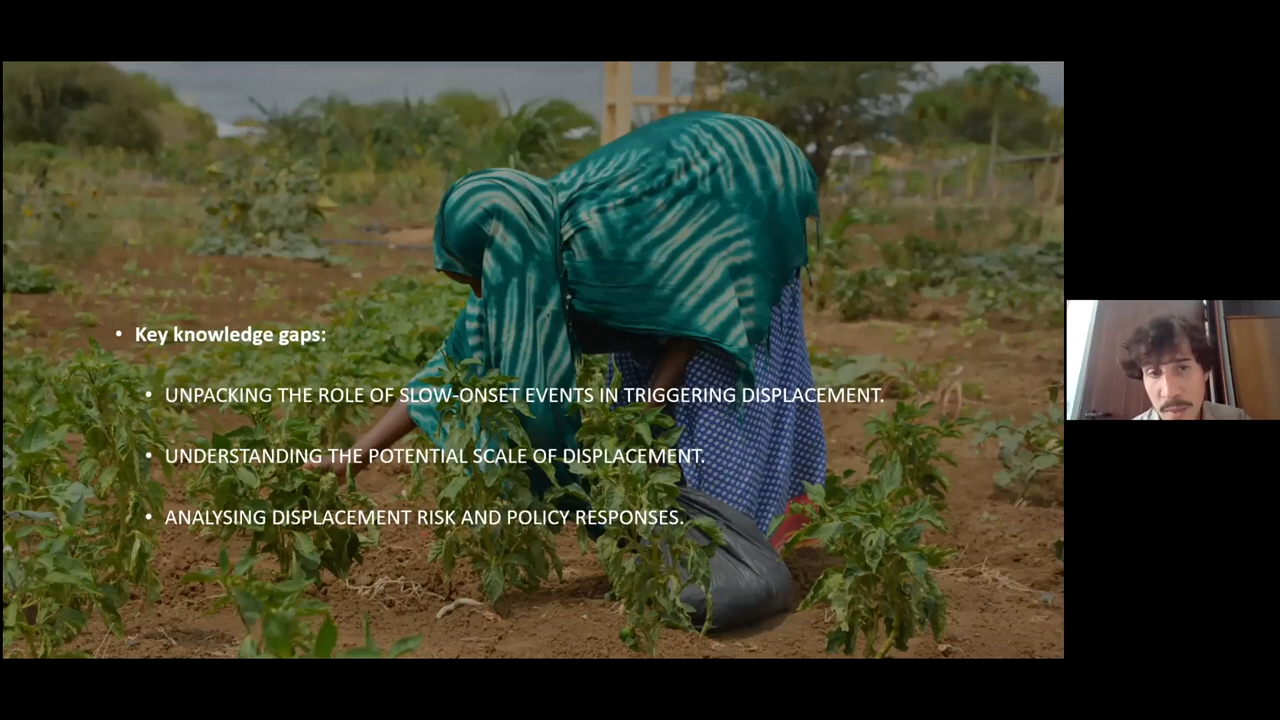 • Key knowledge gaps:
• UNPACKING THE ROLE OF SLOW-ONSET EVENTS IN TRIGGERING DISPLACEMENT.
• UNDERSTANDING THE POTENTIAL SCALE OF DISPLACEMENT.
• ANALYSING DISPLACEMENT RISK AND POLICY RESPONSES.